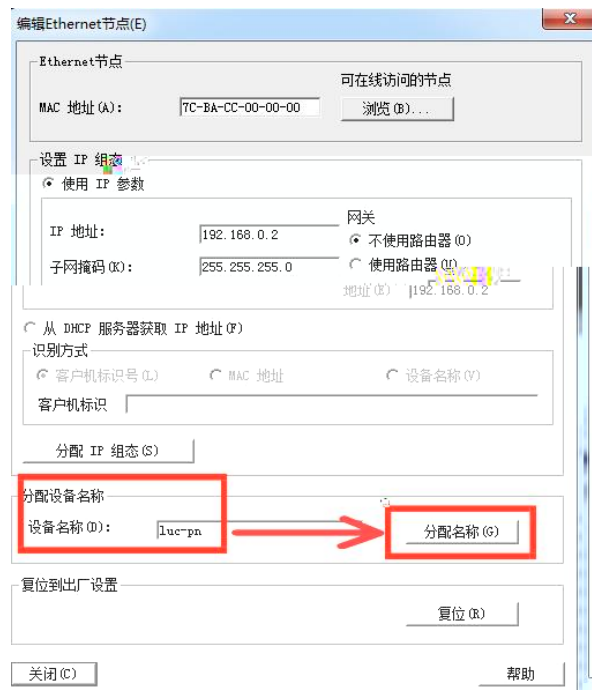 编辑Ethernet节点(E)
x
Ethernet节点
可在线访问的节点
MAC 地址(A):
7C-BA-CC-00-00-00
浏览(B)...
设置 IP 组态
使用 IP 参数
网关
IP 地址:
192.168.0.2
不使用路由器(O)
子网掩码(K):
255.255.255.0
使用路由器(U)
地址(E)
192.168.0.2
从 DHCP 服务器获取 IP 地址(F)
识别方式
客户机标识号(L)
MAC 地址
设备名称(V)
客户机标识
分配 IP 组态(S)
分配设备名称
设备名称(D):
luc-pn
分配名称(G)
复位到出厂设置
复位(R)
关闭(C)
帮助